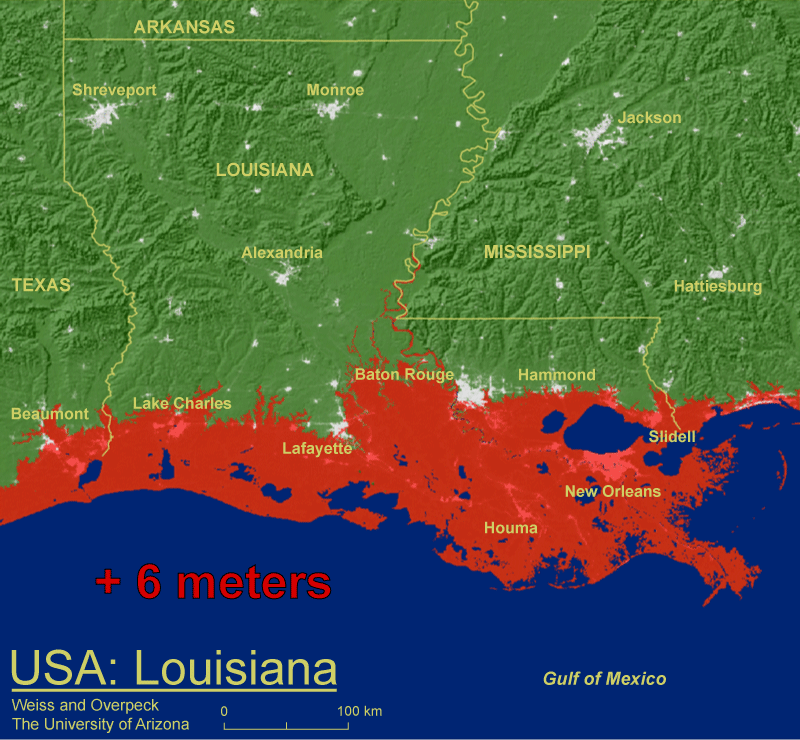 ARKANSAS
Shreveport
Monroe
Jackson
LOUISIANA
Alexandria
MISSISSIPPI
TEXAS
Hattiesburg
Baton Rouge
Hammond
Beaumont
Lake Charles
Lafayette
Slidell
New Orleans
Houma
+ 6 meters
USA: Louisiana
Gulf of Mexico
Weiss and Overpeck
The University of Arizona
0
100 km